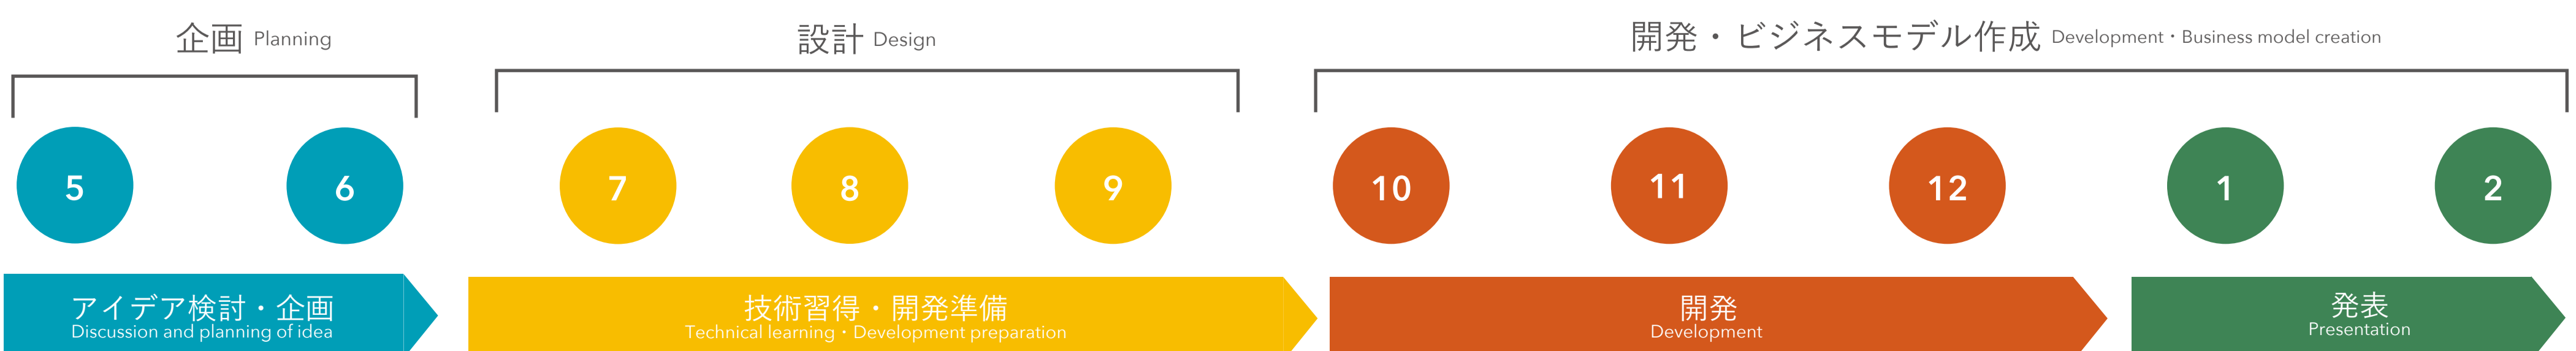 企画 Planning
設計 Design
開発・ビジネスモデル作成 Development・Business model creation
5
6
7
8
9
10
11
12
1
2
アイデア検討・企画
Discussion and planning of idea
技術習得・開発準備
Technical learning・Development preparation
開発
Development
発表
Presentation